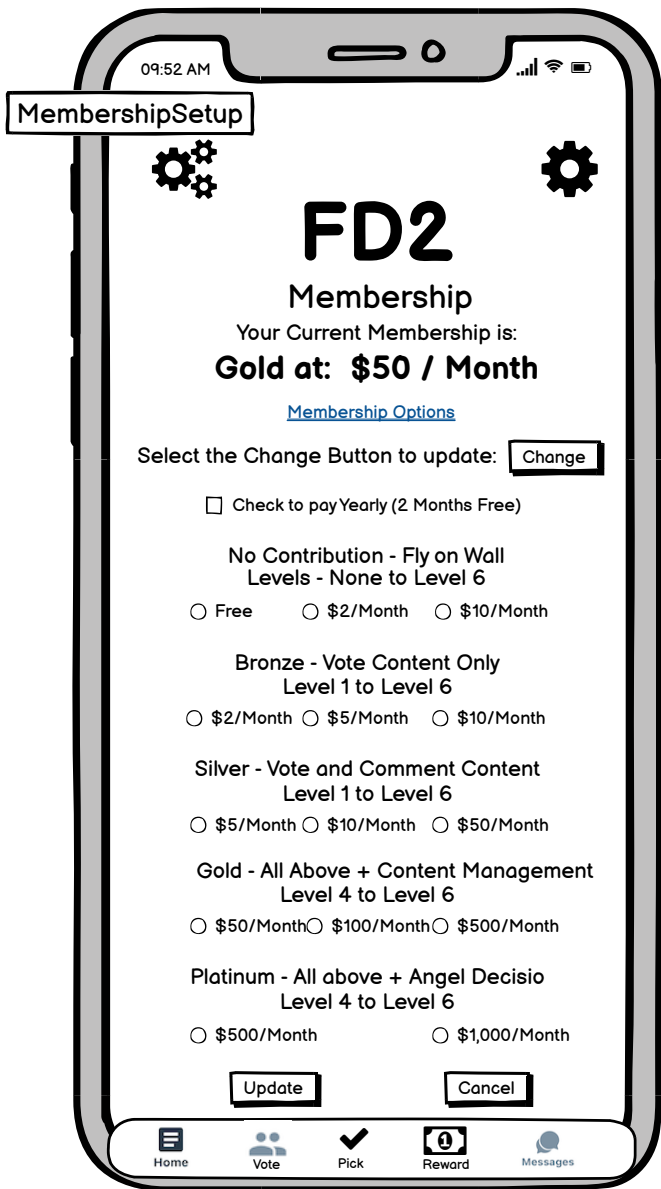 09:52 AM
MembershipSetup
FD2
Membership
Your Current Membership is:
Gold at: $50 / Month
Membership Options
Select the Change Button to update: Change
Check to pay Yearly (2 Months Free)
No Contribution - Fly on Wall
Levels - None to Level 6
Free $2/Month $10/Month
Bronze - Vote Content Only
Level 1 to Level 6
$2/Month $5/Month $10/Month
Silver - Vote and Comment Content
Level 1 to Level 6
$5/Month $10/Month $50/Month
Gold - All Above + Content Management
Level 4 to Level 6
$50/Month $100/Month $500/Month
Platinum - All above + Angel Decisio
Level 4 to Level 6
$500/Month $1,000/Month
Update Cancel
1
Home Vote Pick Reward Messages